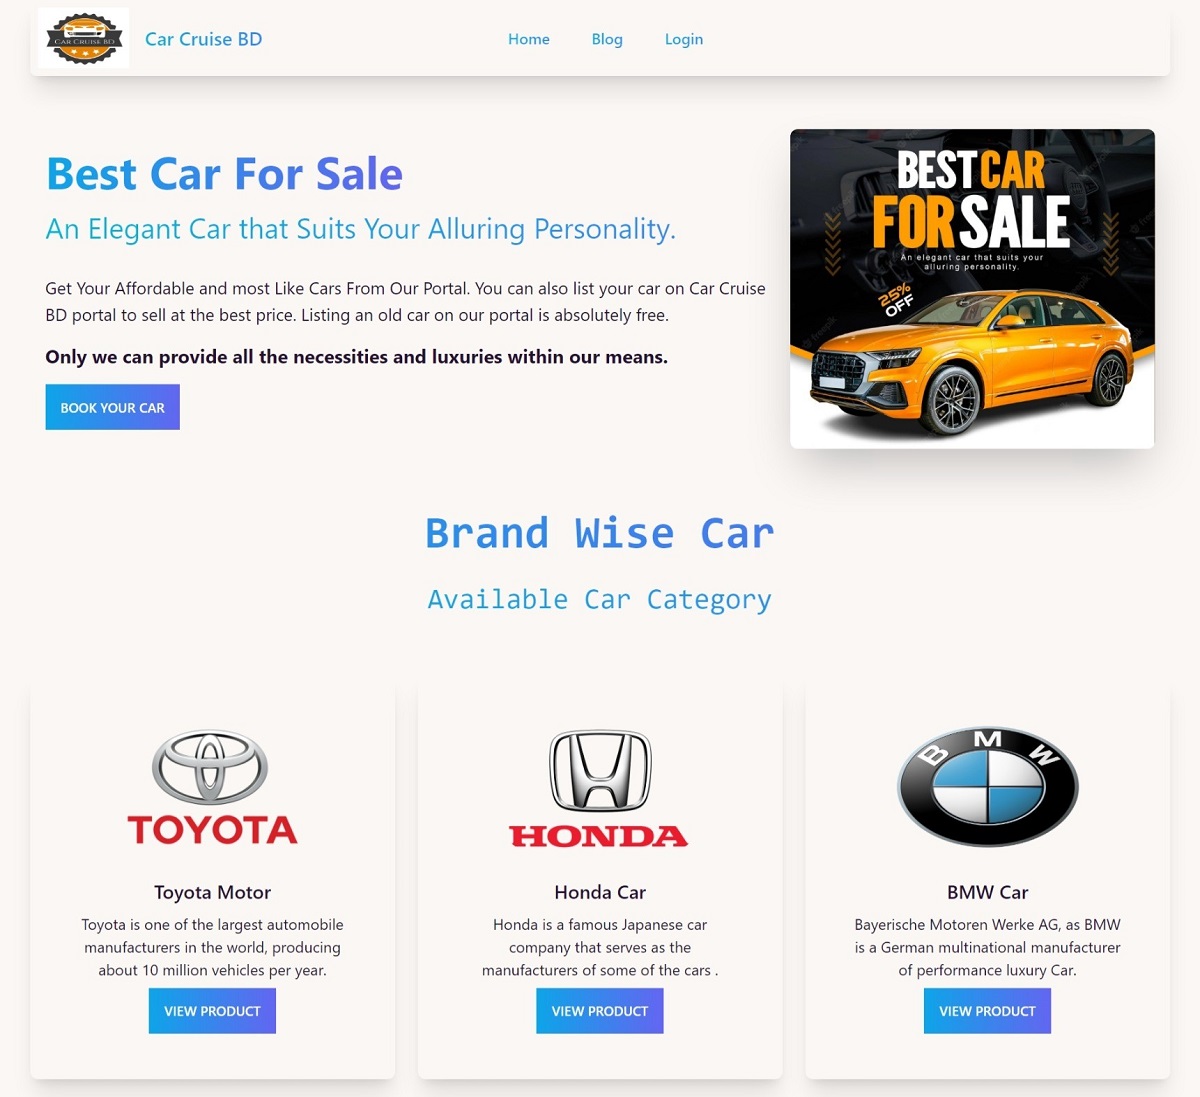 CAR CRUISE BD
Car Cruise BD
Home
Blog
Login
Best Car For Sale
An Elegant Car that Suits Your Alluring Personality.
Get Your Affordable and most Like Cars From Our Portal. You can also list your car on Car Cruise
BD portal to sell at the best price. Listing an old car on our portal is absolutely free.
Only we can provide all the necessities and luxuries within our means.
BOOK YOUR CAR
BEST CAR
FOR SALE
An elegant car that suits your
alluring personality.
25%
OFF
Brand Wise Car
Available Car Category
TOYOTA
Toyota Motor
Toyota is one of the largest automobile
manufacturers in the world, producing
about 10 million vehicles per year.
VIEW PRODUCT
HONDA
Honda Car
Honda is a famous Japanese car
company that serves as the
manufacturers of some of the cars .
VIEW PRODUCT
BMW
BMW Car
Bayerische Motoren Werke AG, as BMW
is a German multinational manufacturer
of performance luxury Car.
VIEW PRODUCT